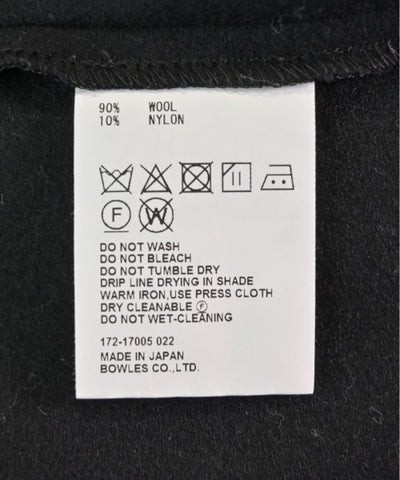 90% WOOL
10% NYLON
F W
DO NOT WASH
DO NOT BLEACH
DO NOT TUMBLE DRY
DRIP LINE DRYING IN SHADE
WARM IRON,USE PRESS CLOTH
DRY CLEANABLE Ⓕ
DO NOT WET-CLEANING
172-17005 022
MADE IN JAPAN
BOWLES CO.,LTD.